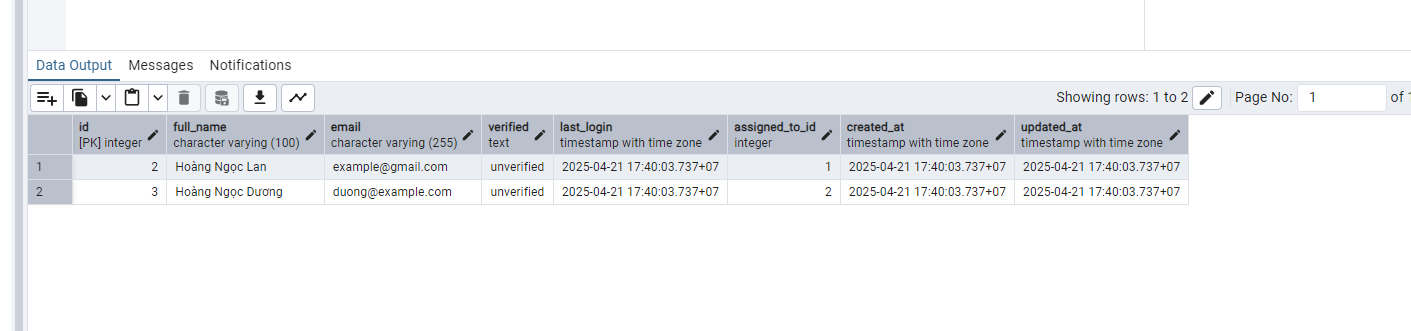 Data Output Messages Notifications
Showing rows: 1 to 2 Page No: 1 of 1
id full_name email verified last_login assigned_to_id created_at updated_at
[PK] integer character varying (100) character varying (255) text timestamp with time zone integer timestamp with time zone timestamp with time zone
1 2 Hoàng Ngọc Lan example@gmail.com unverified 2025-04-21 17:40:03.737+07 1 2025-04-21 17:40:03.737+07 2025-04-21 17:40:03.737+07
2 3 Hoàng Ngọc Dương duong@example.com unverified 2025-04-21 17:40:03.737+07 2 2025-04-21 17:40:03.737+07 2025-04-21 17:40:03.737+07